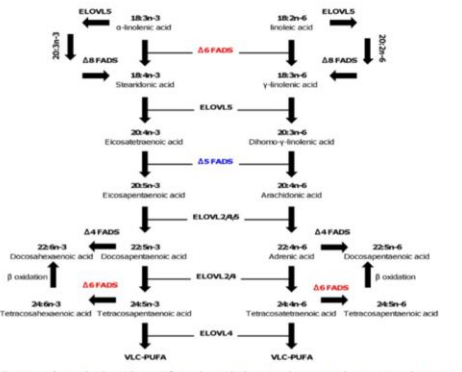 ELOVL5 18:3n-3 18:2n-6 ELOVL5
α-linolenic acid linoleic acid
20:3n-3 Δ6 FADS 20:2n-6
Δ8 FADS Δ8 FADS
18:4n-3 18:3n-6
Stearidonic acid γ-linolenic acid
ELOVL5
20:4n-3 20:3n-6
Eicosatetraenoic acid Dihomo-γ-linolenic acid
Δ5 FADS
20:5n-3 20:4n-6
Eicosapentaenoic acid Arachidonic acid
ELOVL2/4/5
Δ4 FADS Δ4 FADS
22:6n-3 22:5n-3 22:4n-6 22:5n-6
Docosahexaenoic acid Docosapentaenoic acid Adrenic acid Docosapentaenoic acid
β oxidation ELOVL2/4 β oxidation
Δ6 FADS Δ6 FADS
24:6n-3 24:5n-3 24:4n-6 24:5n-6
Tetracosahexaenoic acid Tetracosapentaenoic acid Tetracosatetraenoic acid Tetracosapentaenoic acid
ELOVL4
VLC-PUFA VLC-PUFA